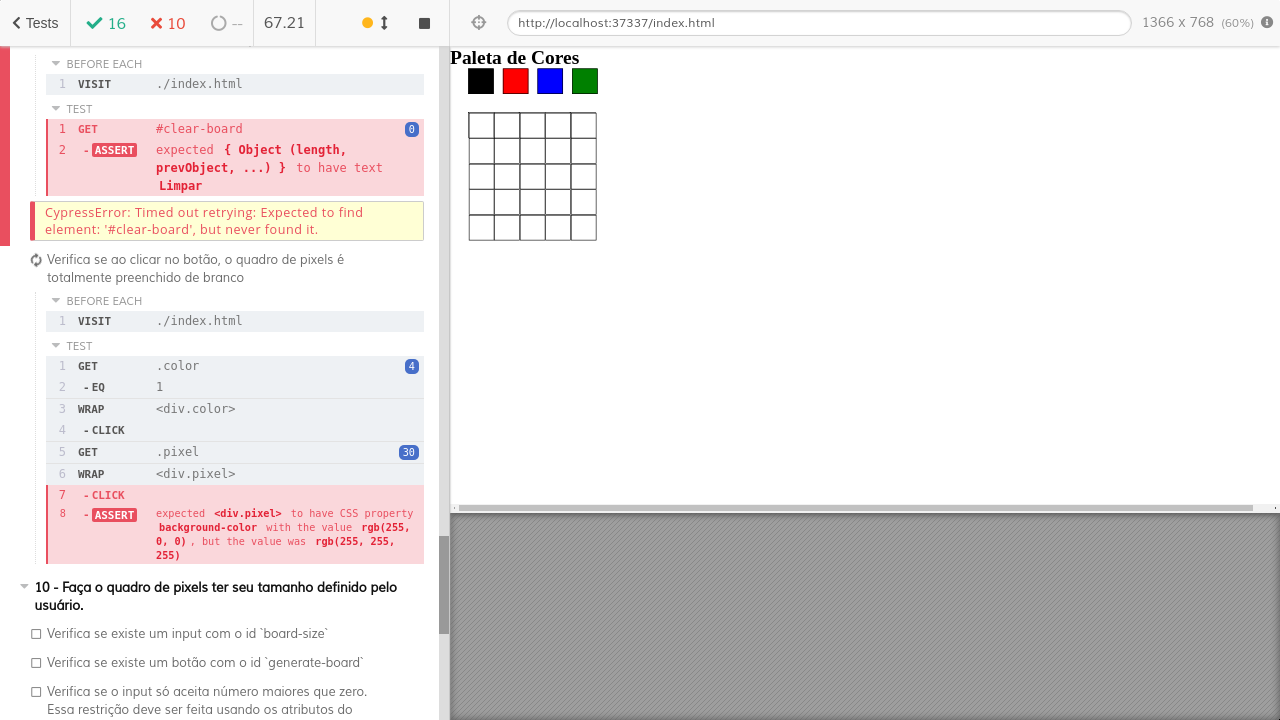 Tests 16 10 -- 67.21
http://localhost:37337/index.html 1366 x 768 (60%)
BEFORE EACH
1 VISIT ./index.html
TEST
1 GET #clear-board 0
2 -ASSERT expected { Object (length,
prevObject, ...) } to have text
Limpar
CypressError: Timed out retrying: Expected to find
element: '#clear-board', but never found it.
Verifica se ao clicar no botão, o quadro de pixels é
totalmente preenchido de branco
BEFORE EACH
1 VISIT ./index.html
TEST
1 GET .color 4
2 -EQ 1
3 WRAP <div.color>
4 -CLICK
5 GET .pixel 30
6 WRAP <div.pixel>
7 -CLICK
8 -ASSERT expected <div.pixel> to have CSS property
background-color with the value rgb(255,
0, 0), but the value was rgb(255, 255,
255)
10 - Faça o quadro de pixels ter seu tamanho definido pelo
usuário.
Verifica se existe um input com o id `board-size`
Verifica se existe um botão com o id `generate-board`
Verifica se o input só aceita número maiores que zero.
Essa restrição deve ser feita usando os atributos do
Paleta de Cores